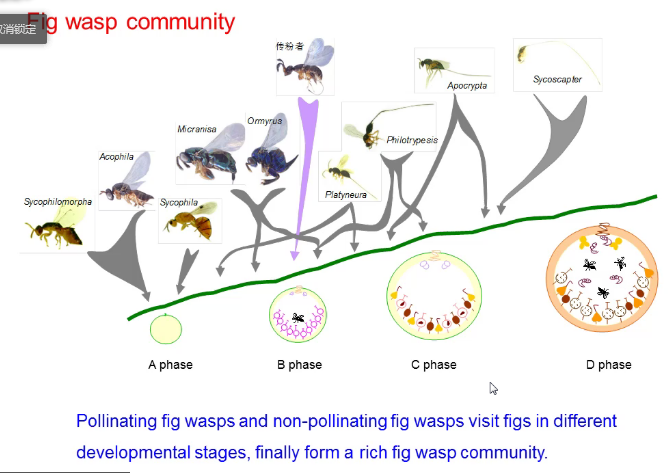 Fig wasp community
取消锁定
传粉者
Apocrypta
Sycoscapter
Ormyrus
Micranisa
Philotrypesis
Acophila
Platyneura
Sycophilomorpha
Sycophila
A phase
B phase
C phase
D phase
Pollinating fig wasps and non-pollinating fig wasps visit figs in different
developmental stages, finally form a rich fig wasp community.